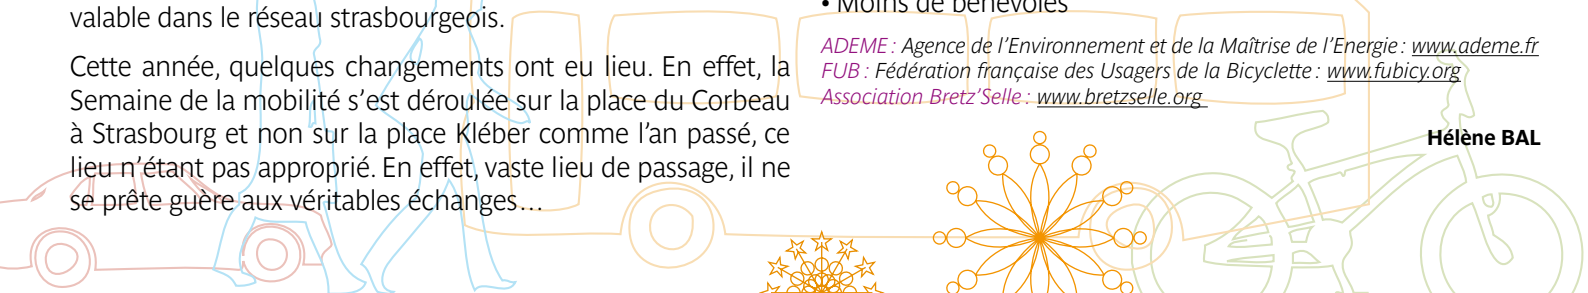 valable dans le réseau strasbourgeois.
Cette année, quelques changements ont eu lieu. En effet, la
Semaine de la mobilité s'est déroulée sur la place du Corbeau
à Strasbourg et non sur la place Kléber comme l'an passé, ce
lieu n'étant pas approprié. En effet, vaste lieu de passage, il ne
se prête guère aux véritables échanges…
• Moins de bénévoles
ADEME : Agence de l'Environnement et de la Maîtrise de l'Energie : www.ademe.fr
FUB : Fédération française des Usagers de la Bicyclette : www.fubicy.org
Association Bretz'Selle : www.bretzselle.org
Hélène BAL